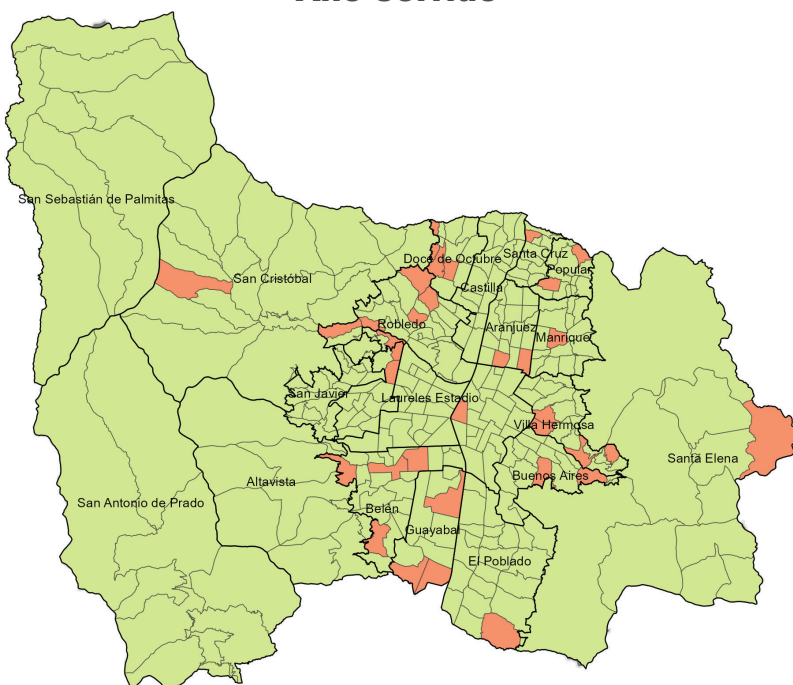 San Sebastián de Palmitas
Doce de Octubre
Santa Cruz
Popular
San Cristóbal
Castilla
Robledo
Aranjuez
Manrique
San Javier
Laureles Estadio
Villa Hermosa
Santa Elena
Buenos Aires
Altavista
San Antonio de Prado
Belén
Guayabal
El Poblado